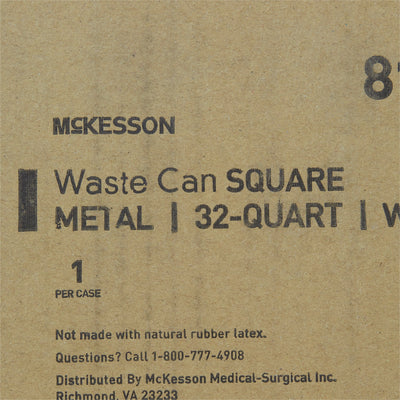 8
McKESSON
Waste Can SQUARE
METAL | 32-QUART |
1
PER CASE
Not made with natural rubber latex.
Questions? Call 1-800-777-4908
Distributed By McKesson Medical-Surgical Inc.
Richmond, VA 23233